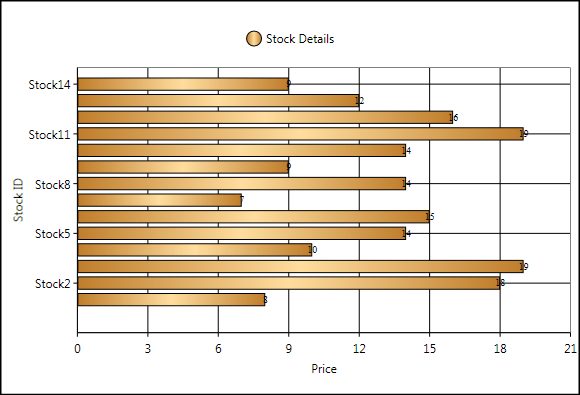 Stock Details
Stock14
9
12
16
Stock11
19
14
9
Stock8
14
7
15
Stock5
14
10
19
Stock2
18
8
Stock ID
0 3 6 9 12 15 18 21
Price